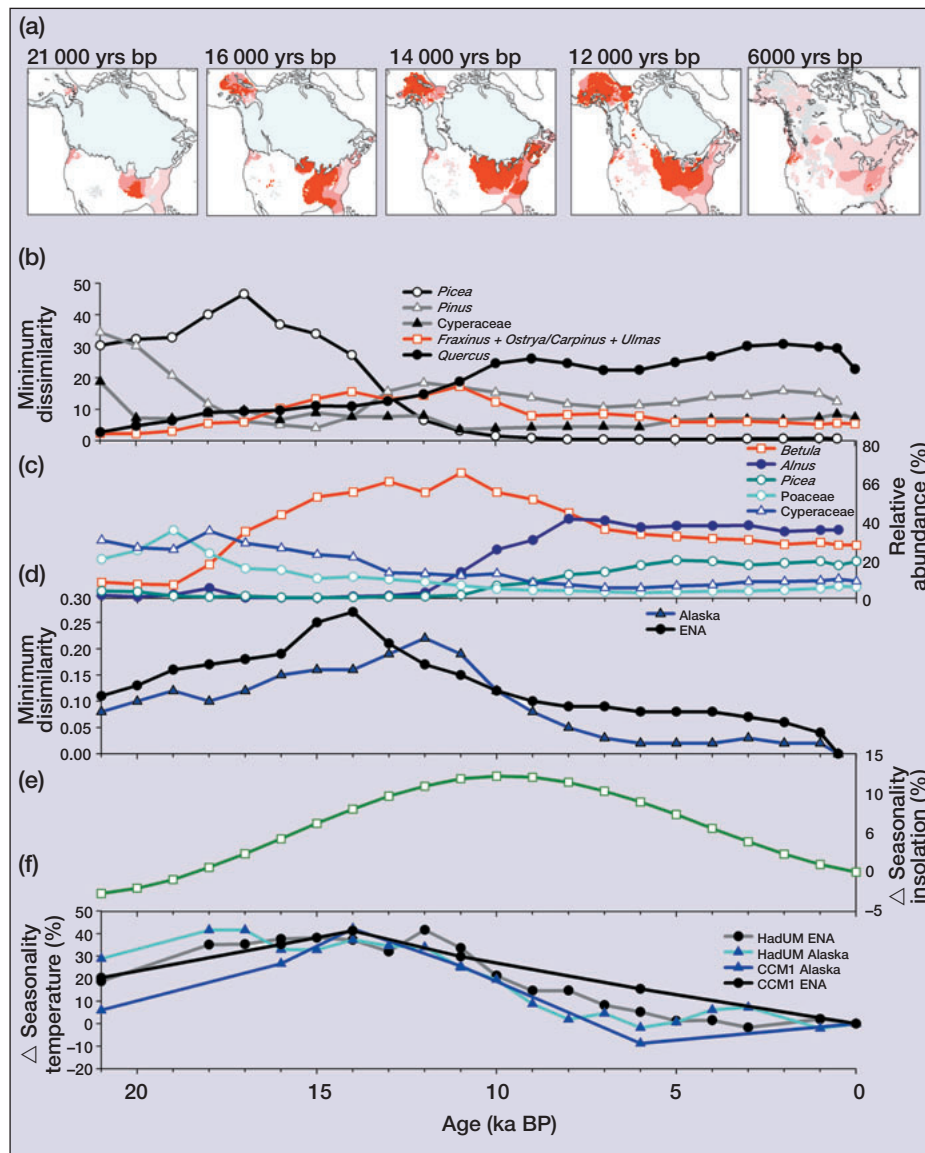 (a)
21 000 yrs bp
16 000 yrs bp
14 000 yrs bp
12 000 yrs bp
6000 yrs bp
(b)
Minimum
dissimilarity
50
40
30
20
10
0
Picea
Pinus
Cyperaceae
Fraxinus + Ostrya/Carpinus + Ulmas
Quercus
(c)
Betula
Alnus
Picea
Poaceae
Cyperaceae
80
66
40
20
0
Relative
abundance (%)
(d)
Minimum
disimilarity
0.30
0.25
0.20
0.15
0.10
0.05
0.00
Alaska
ENA
(e)
15
10
6
0
–5
△ Seasonality
insolation (%)
(f)
△ Seasonality
temperature (%)
50
40
30
20
10
0
–10
–20
HadUM ENA
HadUM Alaska
CCM1 Alaska
CCM1 ENA
20
15
10
5
0
Age (ka BP)